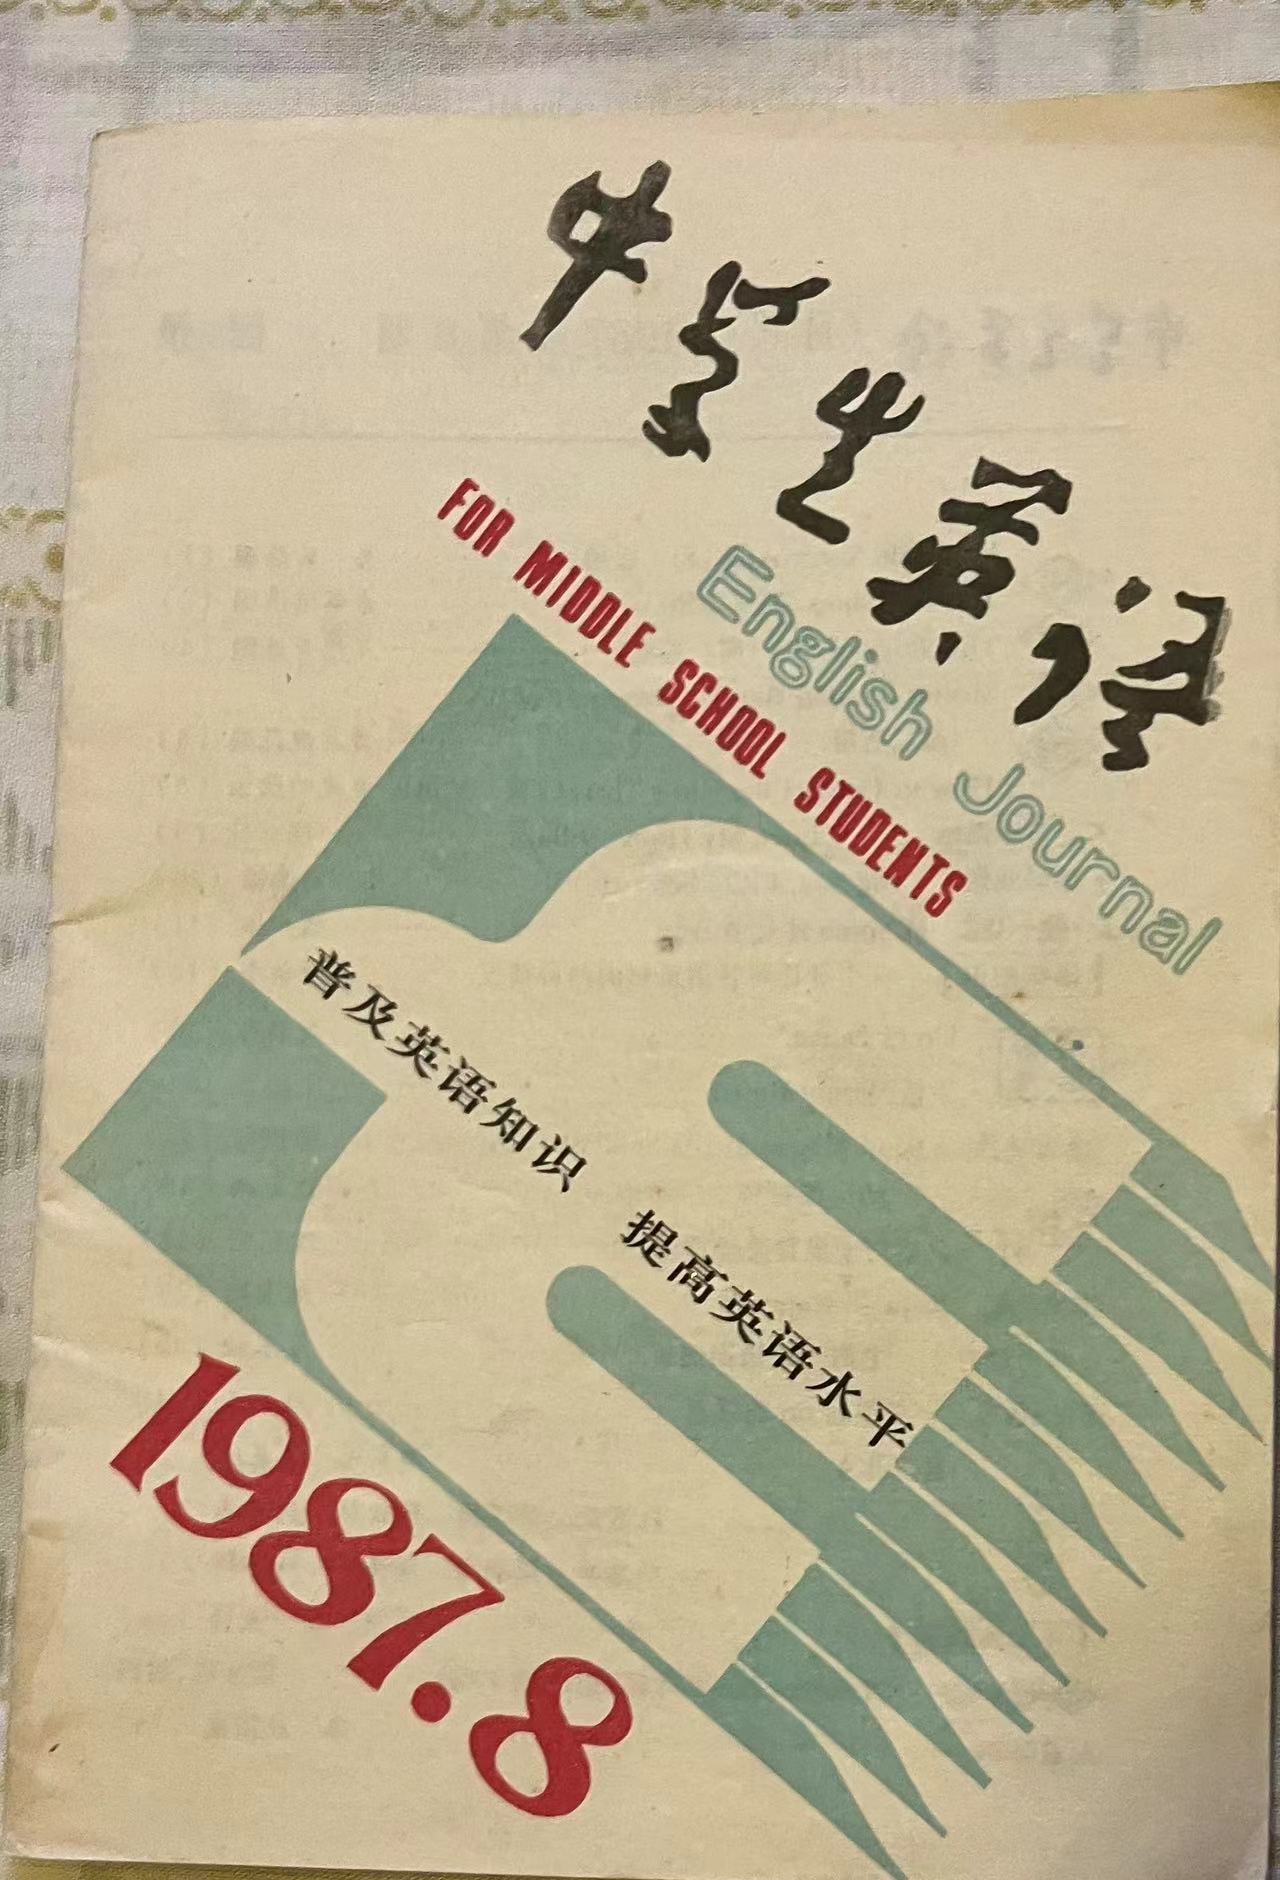 中学生英语
English Journal
FOR MIDDLE SCHOOL STUDENTS
普及英语知识 提高英语水平
1987.8